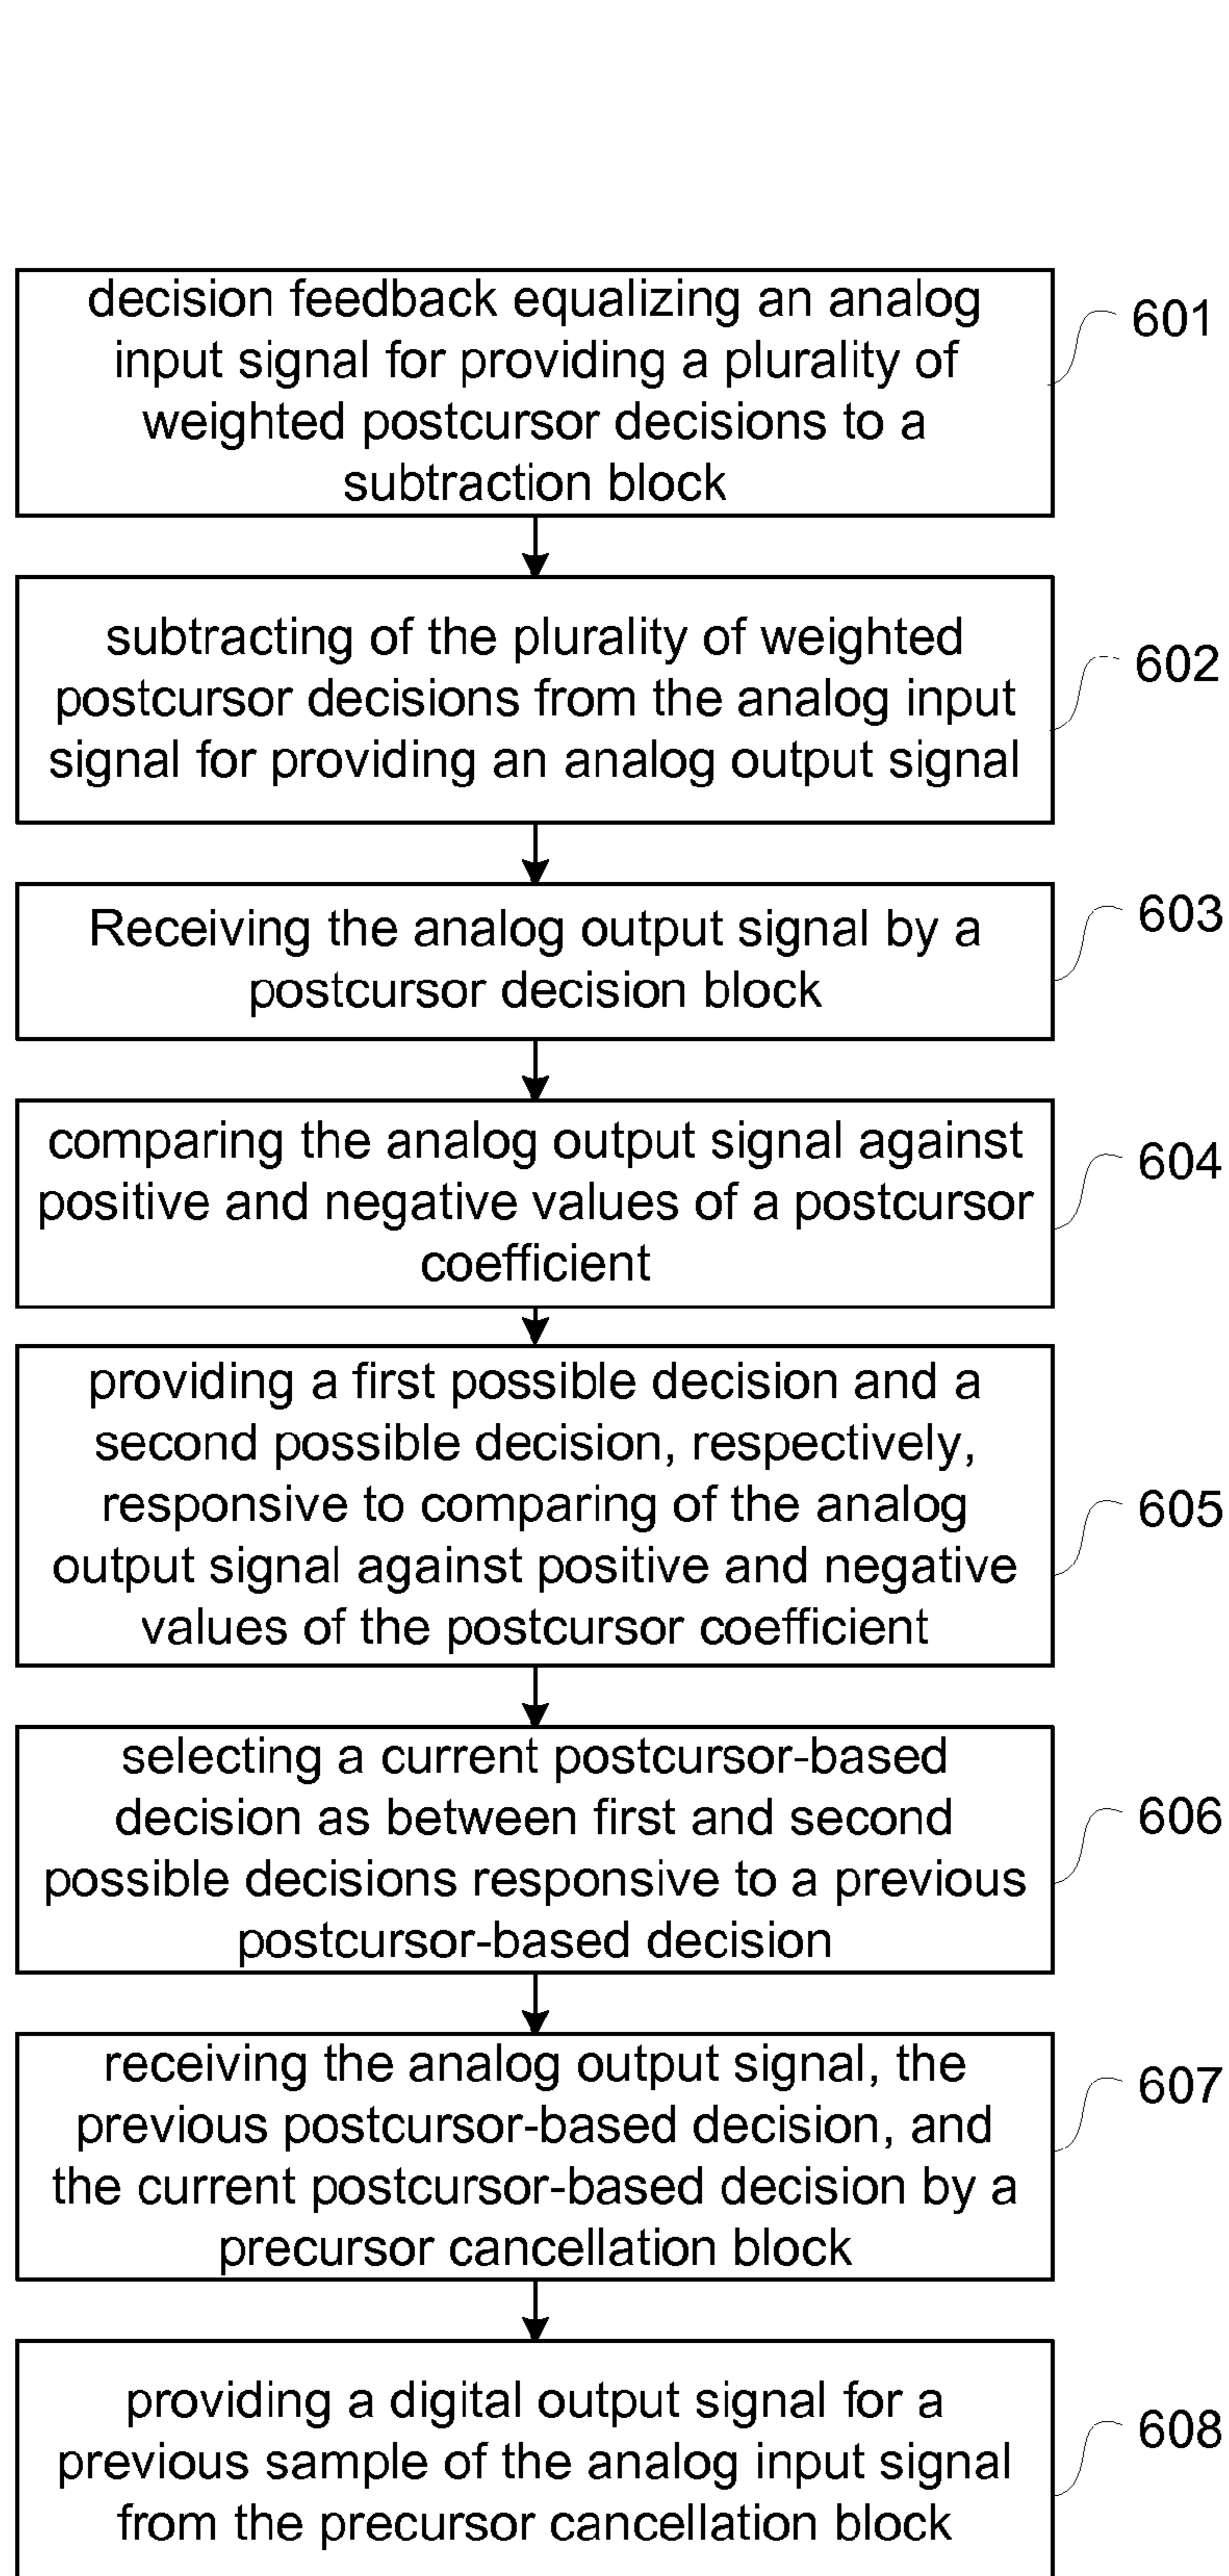 decision feedback equalizing an analog
input signal for providing a plurality of
weighted postcursor decisions to a
subtraction block
601
subtracting of the plurality of weighted
postcursor decisions from the analog input
signal for providing an analog output signal
602
Receiving the analog output signal by a
postcursor decision block
603
comparing the analog output signal against
positive and negative values of a postcursor
coefficient
604
providing a first possible decision and a
second possible decision, respectively,
responsive to comparing of the analog
output signal against positive and negative
values of the postcursor coefficient
605
selecting a current postcursor-based
decision as between first and second
possible decisions responsive to a previous
postcursor-based decision
606
receiving the analog output signal, the
previous postcursor-based decision, and
the current postcursor-based decision by a
precursor cancellation block
607
providing a digital output signal for a
previous sample of the analog input signal
from the precursor cancellation block
608